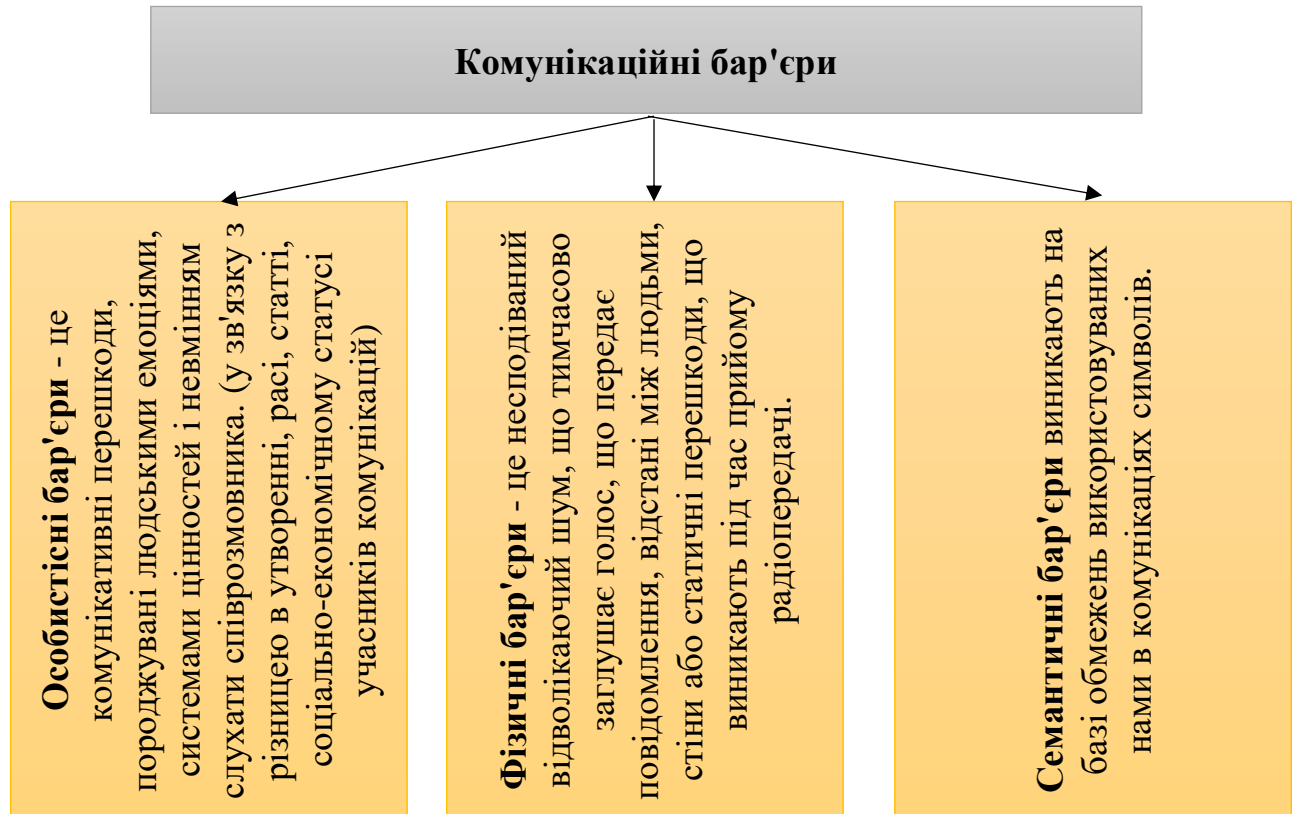 Комунікаційні бар'єри
Особистісні бар'єри - це
комунікативні перешкоди,
породжувані людськими емоціями,
системами цінностей і невмінням
слухати співрозмовника. (у зв'язку з
різницею в утворенні, расі, статті,
соціально-економічному статусі
учасників комунікацій)
Фізичні бар'єри - це несподіваний
відволікаючий шум, що тимчасово
заглушає голос, що передає
повідомлення, відстані між людьми,
стіни або статичні перешкоди, що
виникають під час прийому
радіопередачі.
Семантичні бар'єри виникають на
базі обмежень використовуваних
нами в комунікаціях символів.